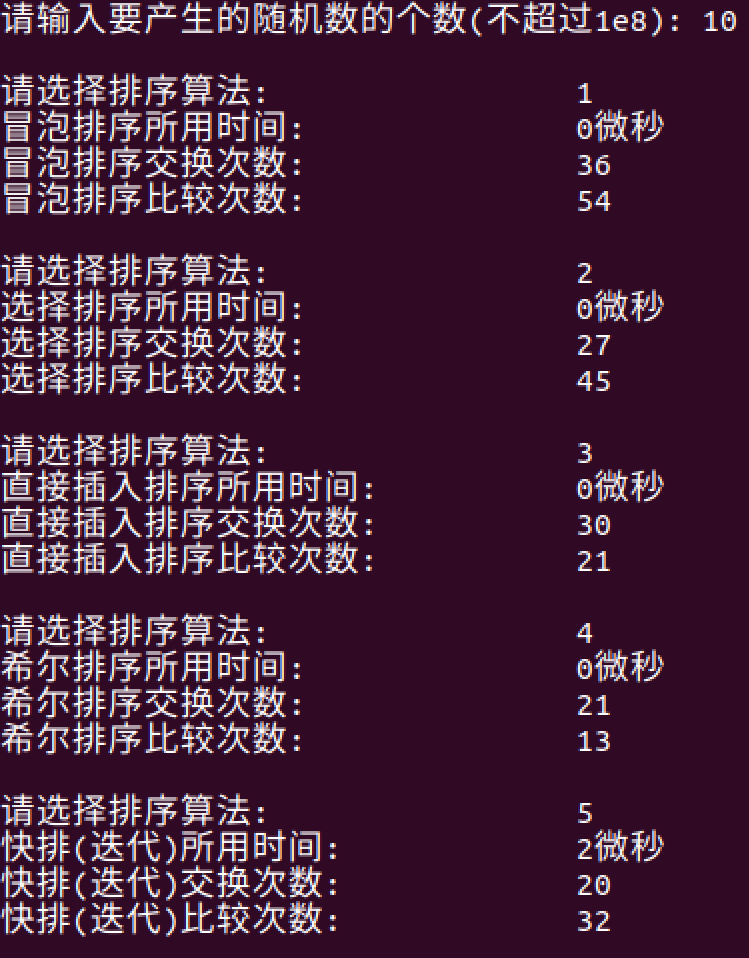 请输入要产生的随机数的个数(不超过1e8): 10
请选择排序算法: 1
冒泡排序所用时间: 0微秒
冒泡排序交换次数: 36
冒泡排序比较次数: 54
请选择排序算法: 2
选择排序所用时间: 0微秒
选择排序交换次数: 27
选择排序比较次数: 45
请选择排序算法: 3
直接插入排序所用时间: 0微秒
直接插入排序交换次数: 30
直接插入排序比较次数: 21
请选择排序算法: 4
希尔排序所用时间: 0微秒
希尔排序交换次数: 21
希尔排序比较次数: 13
请选择排序算法: 5
快排(迭代)所用时间: 2微秒
快排(迭代)交换次数: 20
快排(迭代)比较次数: 32